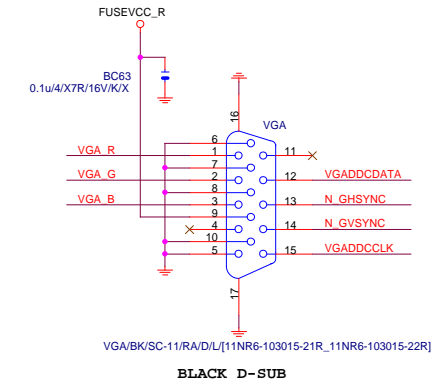 FUSEVCC_R
BC63
0.1u/4/X7R/16V/K/X
16
VGA
6
VGA_R 1 11
7
VGA_G 2 12 VGADDCDATA
8
VGA_B 3 13 N_GHSYNC
9
4 14 N_GVSYNC
10
5 15 VGADDCCLK
17
VGA/BK/SC-11/RA/D/L/[11NR6-103015-21R_11NR6-103015-22R]
BLACK D-SUB